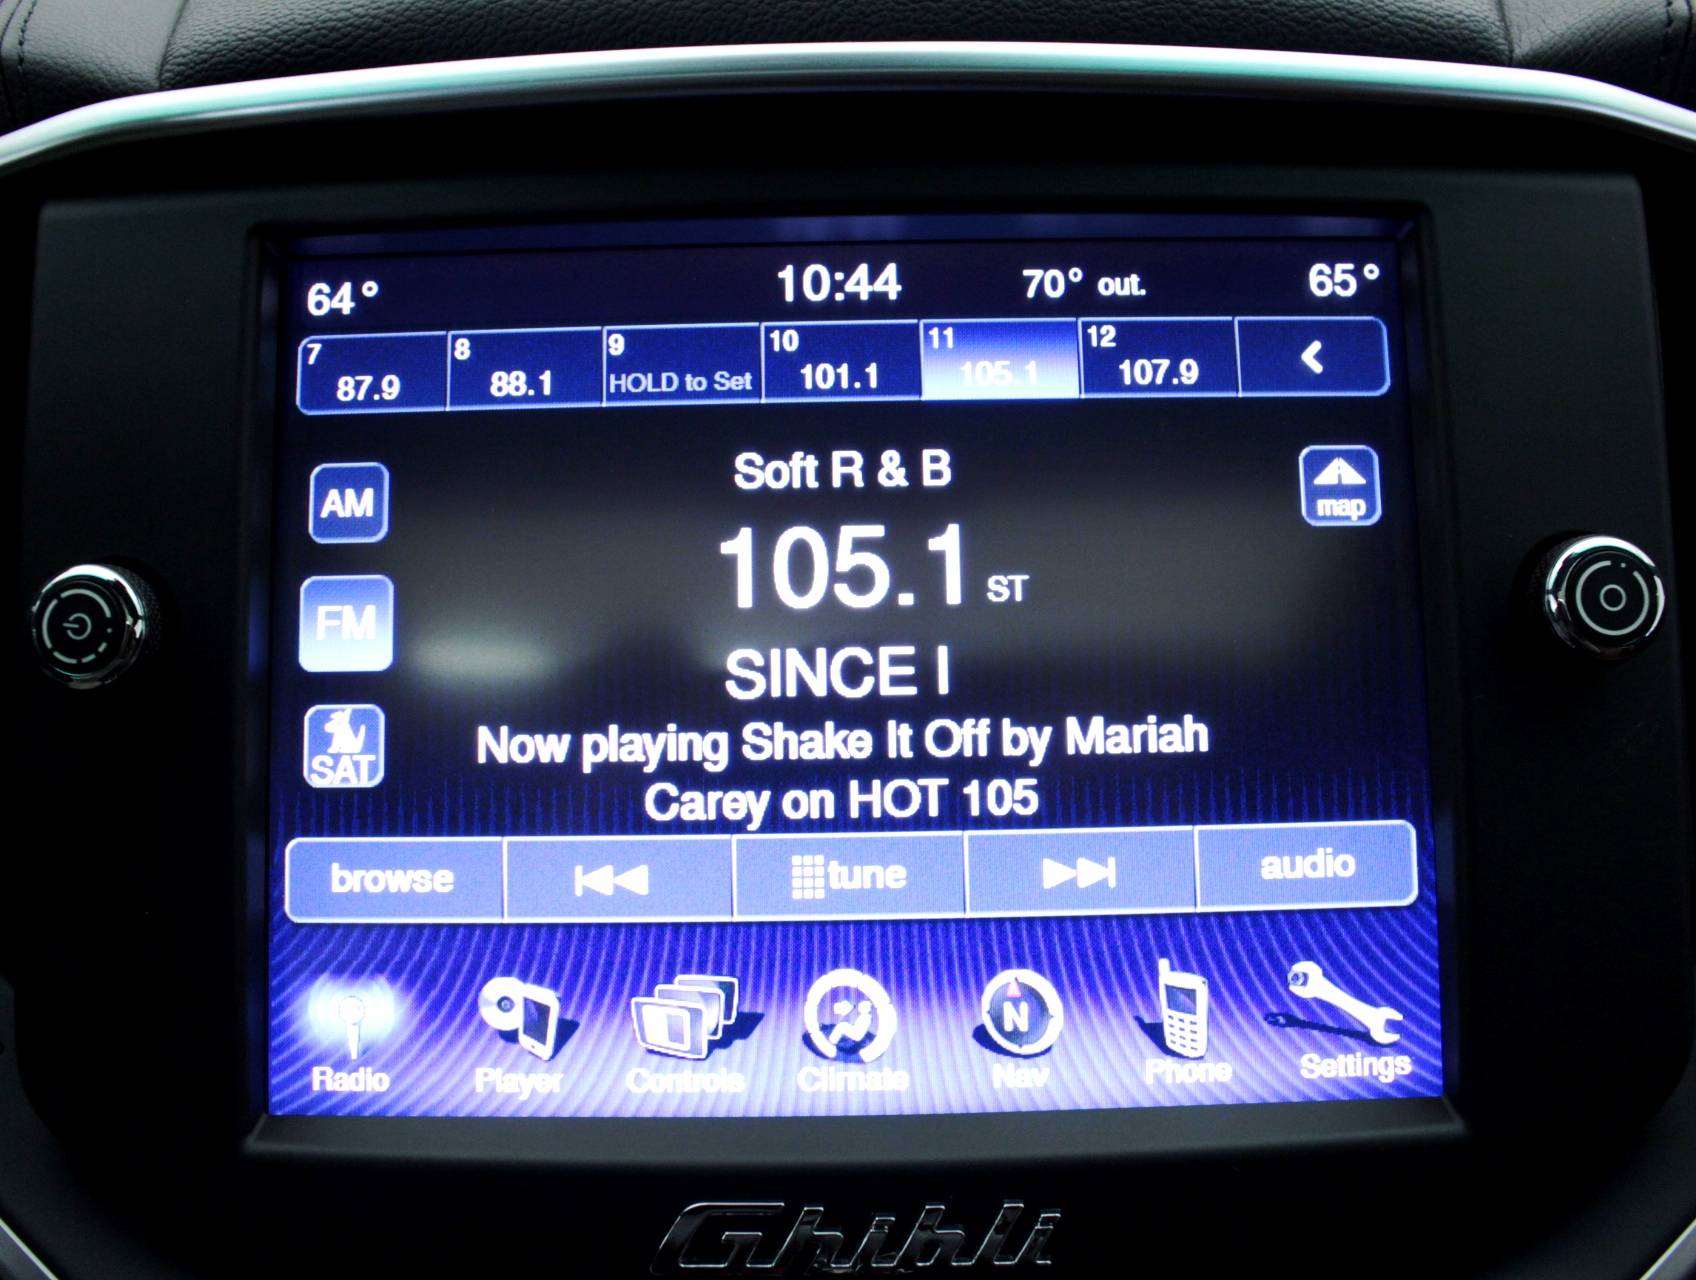 64° 10:44 70° out. 65°
7 8 9 10 11 12
87.9 88.1 HOLD to Set 101.1 105.1 107.9
Soft R & B
map
AM
105.1 ST
FM
SINCE I
SAT
Now playing Shake It Off by Mariah
Carey on HOT 105
browse tune audio
N
Radio Player Controls Climate Nav Phone Settings
Ghibli